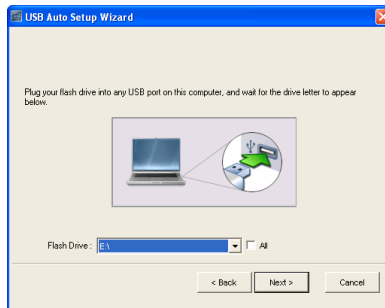 USB Auto Setup Wizard
Plug your flash drive into any USB port on this computer, and wait for the drive letter to appear
below.
Flash Drive : E:\ All
< Back Next > Cancel